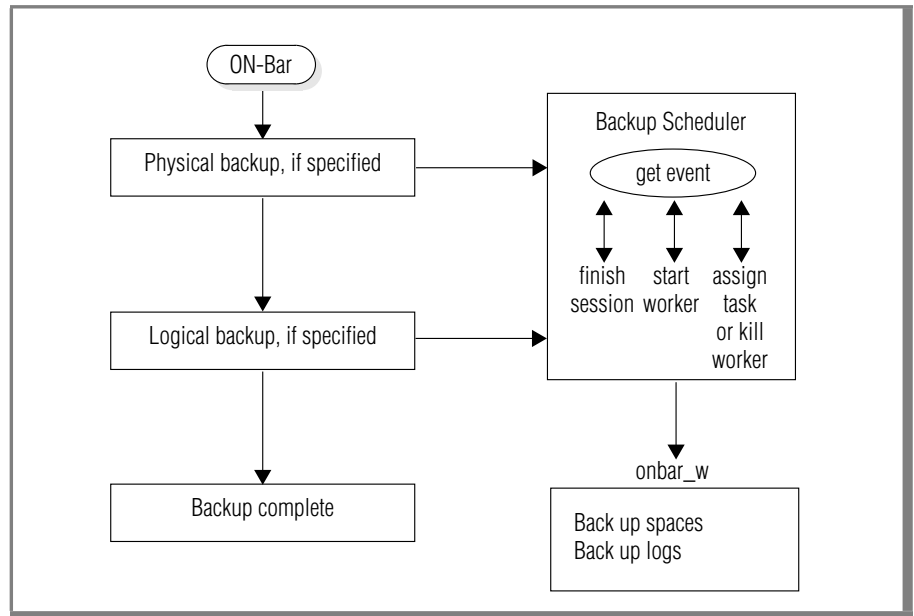 ON-Bar
Physical backup, if specified
Logical backup, if specified
Backup complete
Backup Scheduler
get event
finish
session
start
worker
assign
task
or kill
worker
onbar_w
Back up spaces
Back up logs